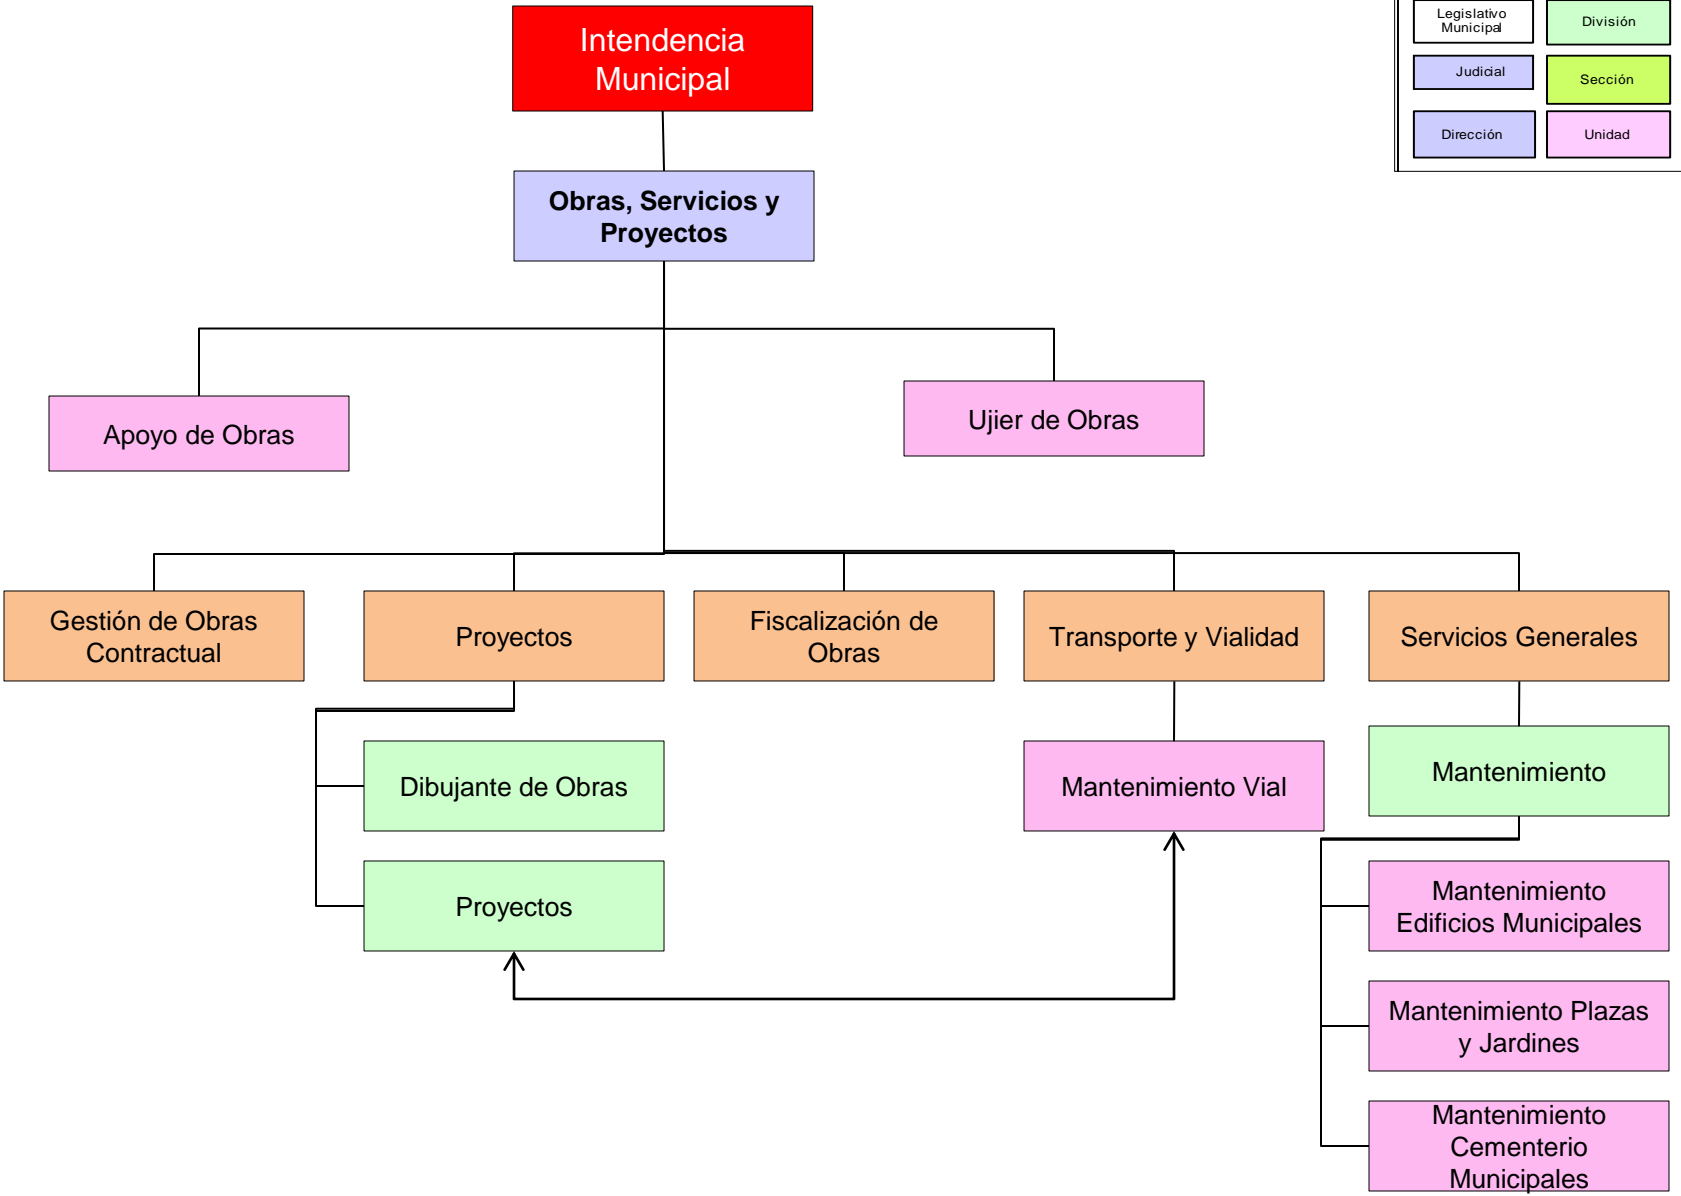 Intendencia
Municipal
Legislativo
Municipal
División
Judicial
Sección
Dirección
Unidad
Obras, Servicios y
Proyectos
Apoyo de Obras
Ujier de Obras
Gestión de Obras
Contractual
Proyectos
Fiscalización de
Obras
Transporte y Vialidad
Servicios Generales
Dibujante de Obras
Mantenimiento Vial
Mantenimiento
Proyectos
Mantenimiento
Edificios Municipales
Mantenimiento Plazas
y Jardines
Mantenimiento
Cementerio
Municipales